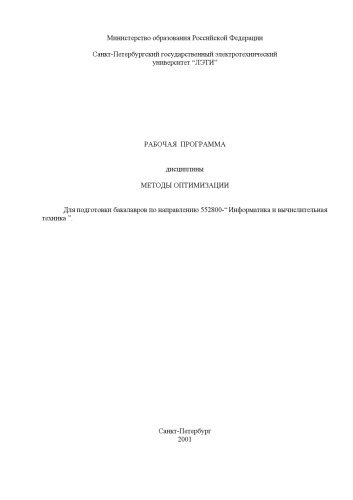 Министерство образования Российской Федерации
Санкт-Петербургский государственный электротехнический
университет “ЛЭТИ”
РАБОЧАЯ ПРОГРАММА
дисциплины
МЕТОДЫ ОПТИМИЗАЦИИ
Для подготовки бакалавров по направлению 552800-“ Информатика и вычислительная
техника ”.
Санкт-Петербург
2001